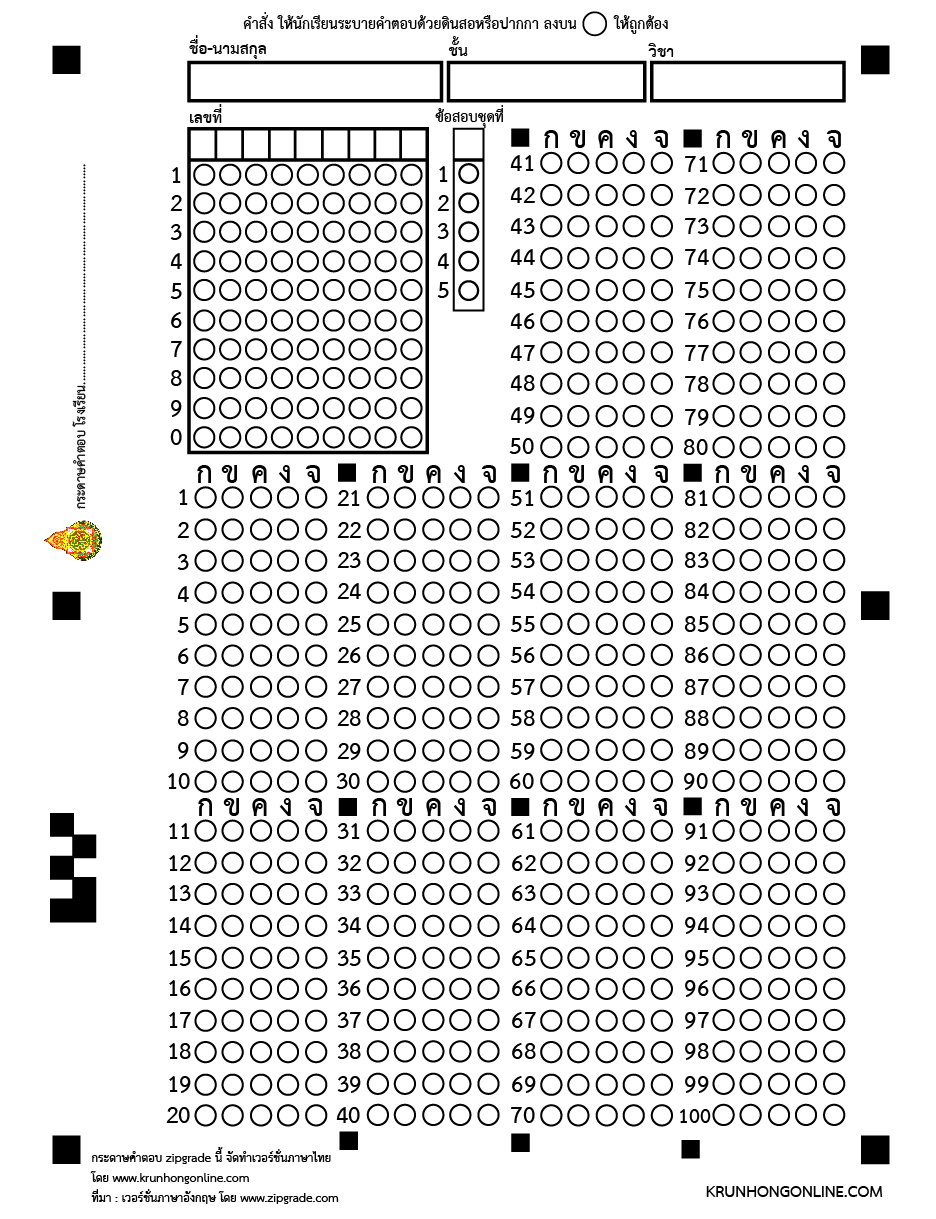 คำสั่ง ให้นักเรียนระบายคำตอบด้วยดินสอหรือปากกา ลงบน ให้ถูกต้อง
ชื่อ-นามสกุล ชั้น วิชา
เลขที่ ข้อสอบชุดที่
ก ข ค ง จ ก ข ค ง จ
1 1 41 71
2 2 42 72
3 3 43 73
4 4 44 74
5 5 45 75
6 46 76
7 47 77
8 48 78
9 49 79
0 50 80
กระดาษคำตอบ โรงเรียน
ก ข ค ง จ ก ข ค ง จ ก ข ค ง จ ก ข ค ง จ
1 21 51 81
2 22 52 82
3 23 53 83
4 24 54 84
5 25 55 85
6 26 56 86
7 27 57 87
8 28 58 88
9 29 59 89
10 30 60 90
ก ข ค ง จ ก ข ค ง จ ก ข ค ง จ ก ข ค ง จ
11 31 61 91
12 32 62 92
13 33 63 93
14 34 64 94
15 35 65 95
16 36 66 96
17 37 67 97
18 38 68 98
19 39 69 99
20 40 70 100
กระดาษคำตอบ zipgrade นี้ จัดทำเวอร์ชั่นภาษาไทย
โดย www.krunhongonline.com
ที่มา : เวอร์ชั่นภาษาอังกฤษ โดย www.zipgrade.com
KRUNHONGONLINE.COM